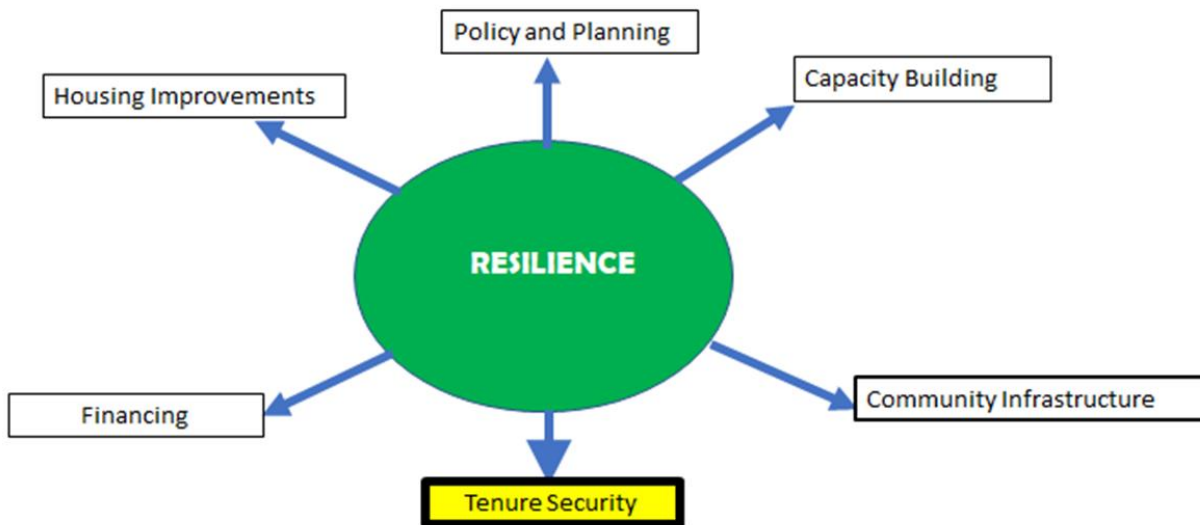 Policy and Planning
Housing Improvements
Capacity Building
RESILIENCE
Financing
Community Infrastructure
Tenure Security